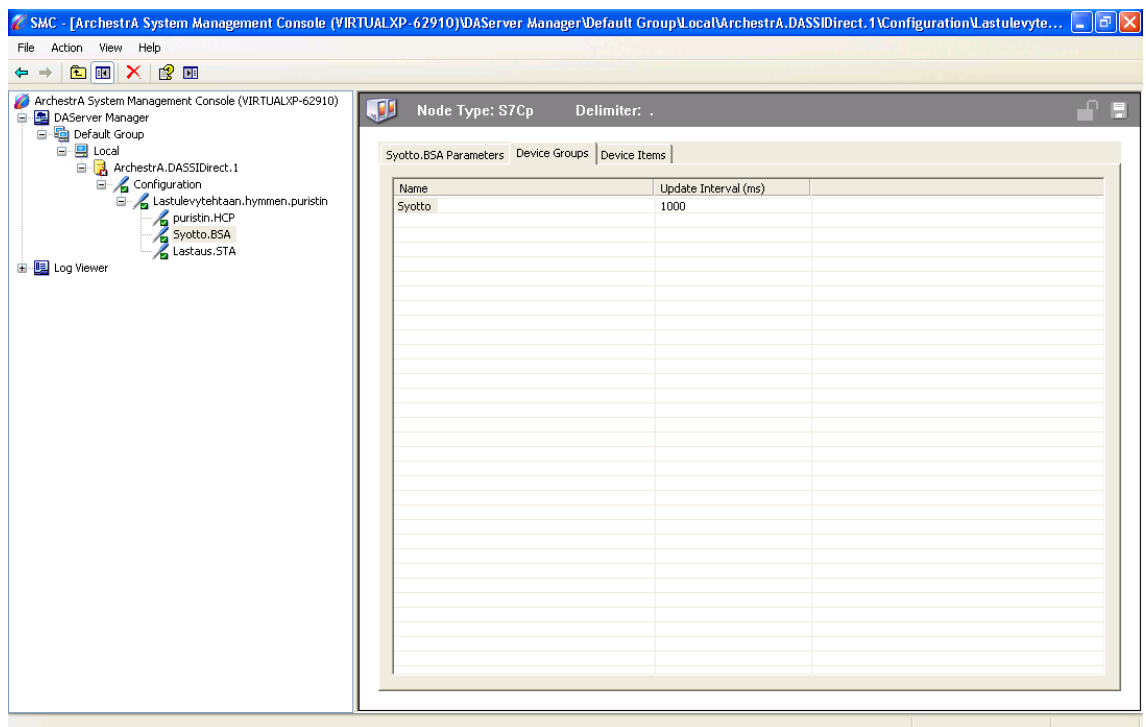 SMC - [ArchestrA System Management Console (VIRTUALXP-62910)\DAServer Manager\Default Group\Local\ArchestrA.DASSIDirect.1\Configuration\Lastulevyte...
File Action View Help
ArchestrA System Management Console (VIRTUALXP-62910)
DAServer Manager
Default Group
Local
ArchestrA.DASSIDirect.1
Configuration
Lastulevytehtaan.hymmen.puristin
puristin.HCP
Syotto.BSA
Lastaus.STA
Log Viewer
Node Type: S7Cp Delimiter: .
Syotto.BSA Parameters Device Groups Device Items
Name Update Interval (ms)
Syotto 1000